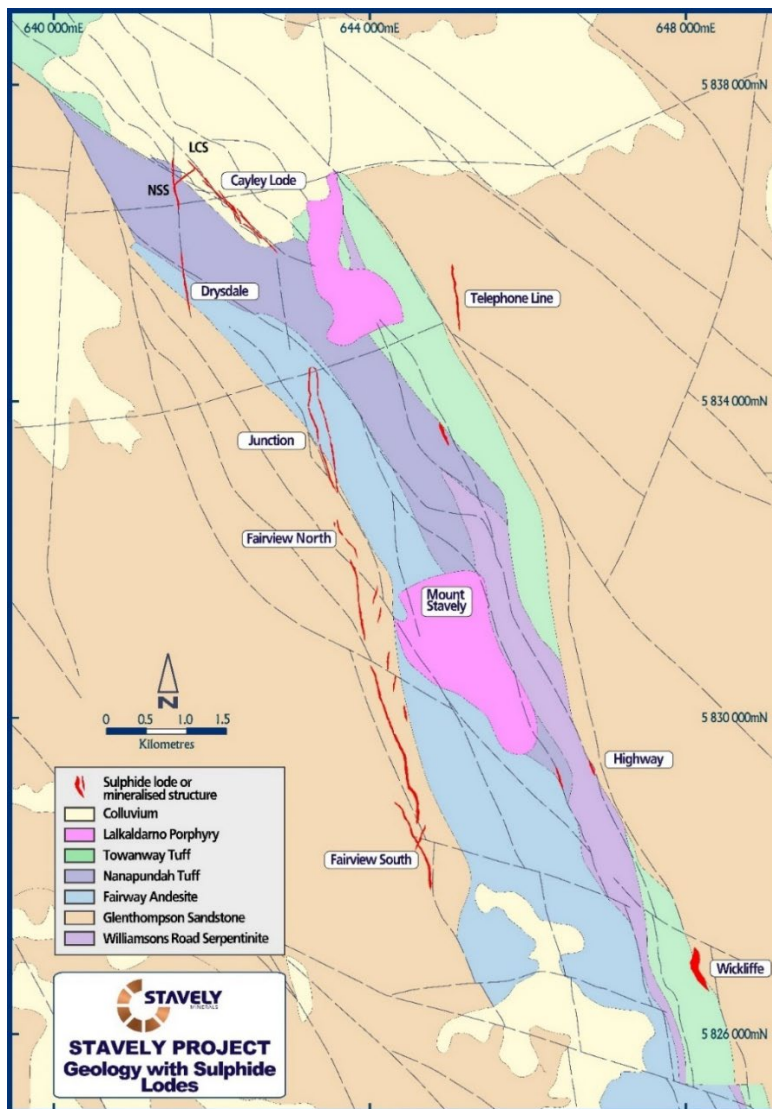 640 000mE
644 000mE
648 000mE
5 838 000mN
LCS
NSS
Cayley Lode
Drysdale
Telephone Line
5 834 000mN
Junction
Fairview North
Mount
Stavely
N
0 0.5 1.0 1.5
Kilometres
5 830 000mN
Highway
Sulphide lode or
mineralised structure
Colluvium
Lalkaldarno Porphyry
Towanway Tuff
Nanapundah Tuff
Fairway Andesite
Glenthompson Sandstone
Williamsons Road Serpentinite
Fairview South
Wickliffe
STAVELY
MINERALS
STAVELY PROJECT
Geology with Sulphide
Lodes
5 826 000mN